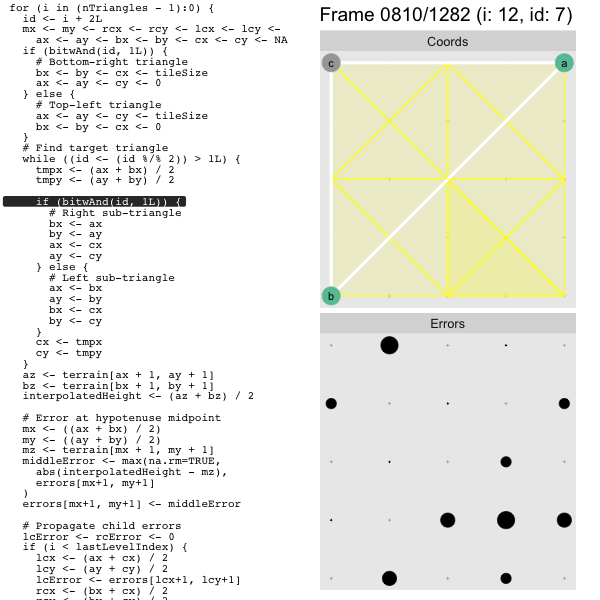 for (i in (nTriangles - 1):0) {
  id <- i + 2L
  mx <- my <- rcx <- rcy <- lcx <- lcy <-
    ax <- ay <- bx <- by <- cx <- cy <- NA
  if (bitwAnd(id, 1L)) {
    # Bottom-right triangle
    bx <- by <- cx <- tileSize
    ax <- ay <- cy <- 0
  } else {
    # Top-left triangle
    ax <- ay <- cy <- tileSize
    bx <- by <- cx <- 0
  }
  # Find target triangle
  while ((id <- (id %/% 2)) > 1L) {
    tmpx <- (ax + bx) / 2
    tmpy <- (ay + by) / 2

    if (bitwAnd(id, 1L)) {
      # Right sub-triangle
      bx <- ax
      by <- ay
      ax <- cx
      ay <- cy
    } else {
      # Left sub-triangle
      ax <- bx
      ay <- by
      bx <- cx
      by <- cy
    }
    cx <- tmpx
    cy <- tmpy
  }
  az <- terrain[ax + 1, ay + 1]
  bz <- terrain[bx + 1, by + 1]
  interpolatedHeight <- (az + bz) / 2

  # Error at hypotenuse midpoint
  mx <- ((ax + bx) / 2)
  my <- ((ay + by) / 2)
  mz <- terrain[mx + 1, my + 1]
  middleError <- max(na.rm=TRUE,
    abs(interpolatedHeight - mz),
    errors[mx+1, my+1]
  )
  errors[mx+1, my+1] <- middleError

  # Propagate child errors
  lcError <- rcError <- 0
  if (i < lastLevelIndex) {
    lcx <- (ax + cx) / 2
    lcy <- (ay + cy) / 2
    lcError <- errors[lcx+1, lcy+1]
    rcx <- (bx + cx) / 2
Frame 0810/1282 (i: 12, id: 7)
Coords
c
a
b
Errors